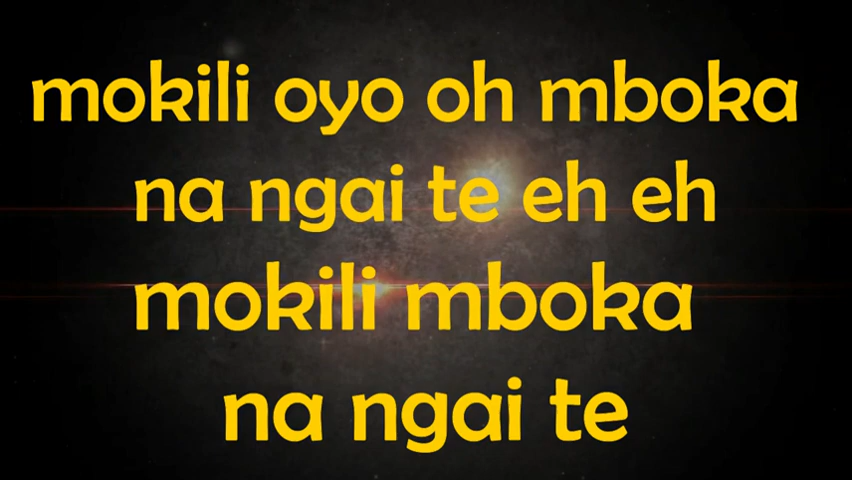 mokili oyo oh mboka
na ngai te eh eh
mokili mboka
na ngai te